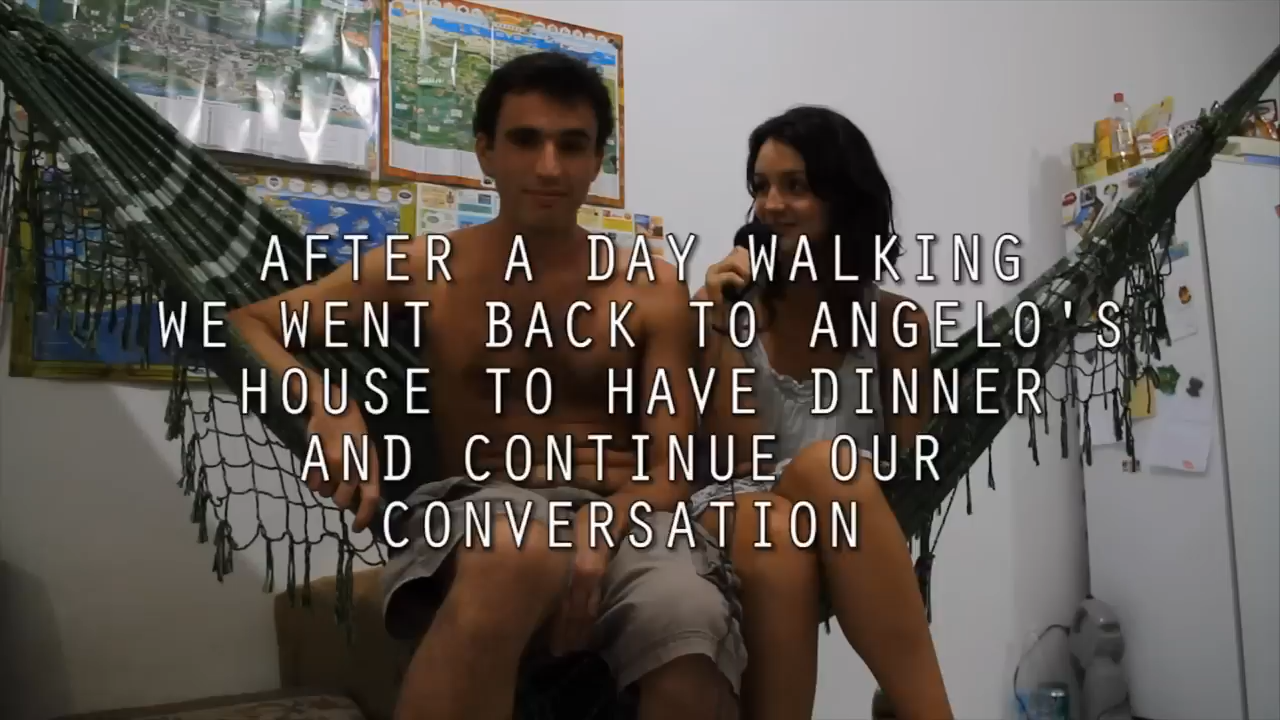 AFTER A DAY WALKING
WE WENT BACK TO ANGELO'S
HOUSE TO HAVE DINNER
AND CONTINUE OUR
CONVERSATION